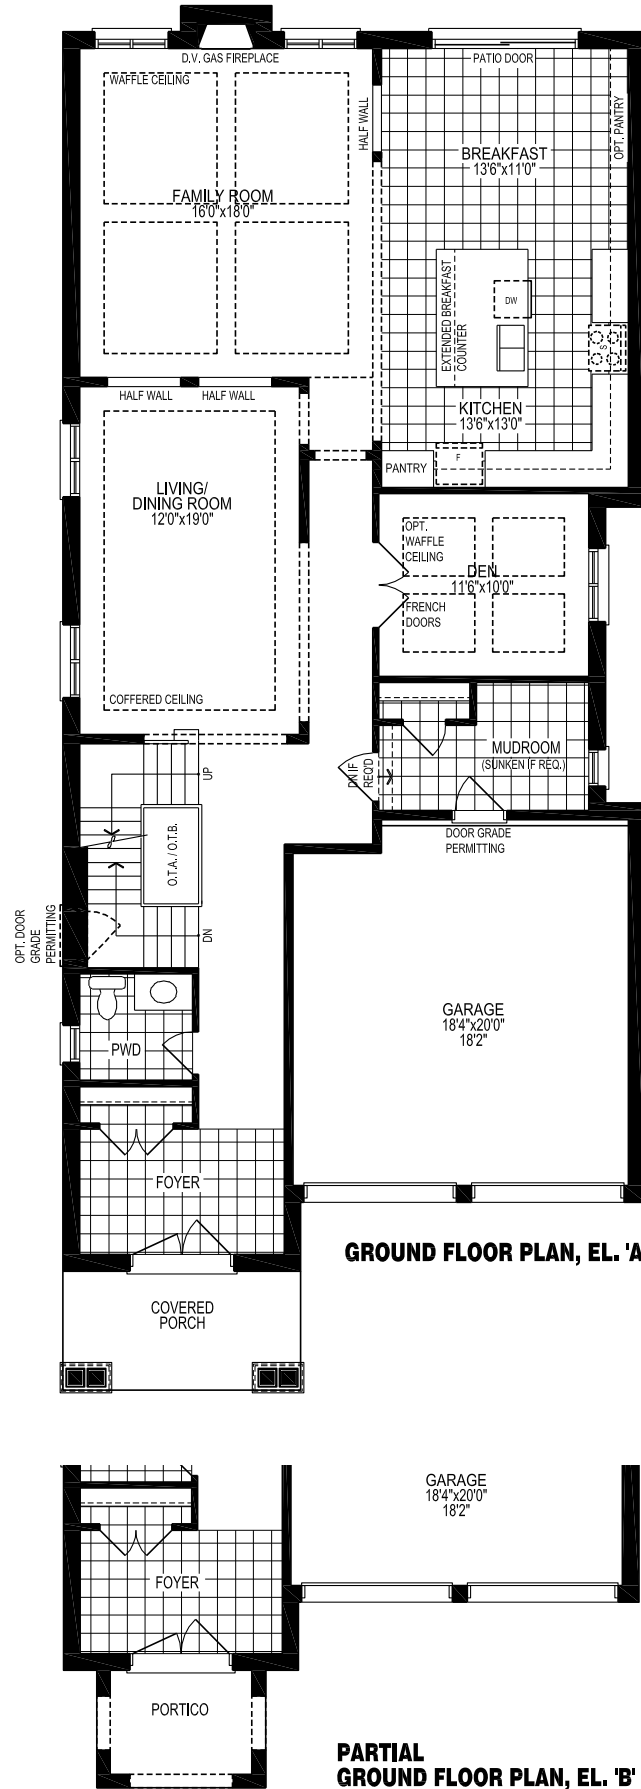 D.V. GAS FIREPLACE
PATIO DOOR
WAFFLE CEILING
HALF WALL
OPT. PANTRY
BREAKFAST
13'6"x11'0"
FAMILY ROOM
16'0"x18'0"
EXTENDED BREAKFAST
COUNTER
DW
S
KITCHEN
13'6"x13'0"
HALF WALL
HALF WALL
PANTRY
F
LIVING/
DINING ROOM
12'0"x19'0"
OPT.
WAFFLE
CEILING
DEN
11'6"x10'0"
FRENCH
DOORS
COFFERED CEILING
MUDROOM
(SUNKEN IF REQ.)
DN IF
REQ'D
UP
O.T.A. / O.T.B.
DOOR GRADE
PERMITTING
OPT. DOOR
GRADE
PERMITTING
DN
GARAGE
18'4"x20'0"
18'2"
PWD
FOYER
GROUND FLOOR PLAN, EL. 'A
COVERED
PORCH
GARAGE
18'4"x20'0"
18'2"
FOYER
PORTICO
PARTIAL
GROUND FLOOR PLAN, EL. 'B'